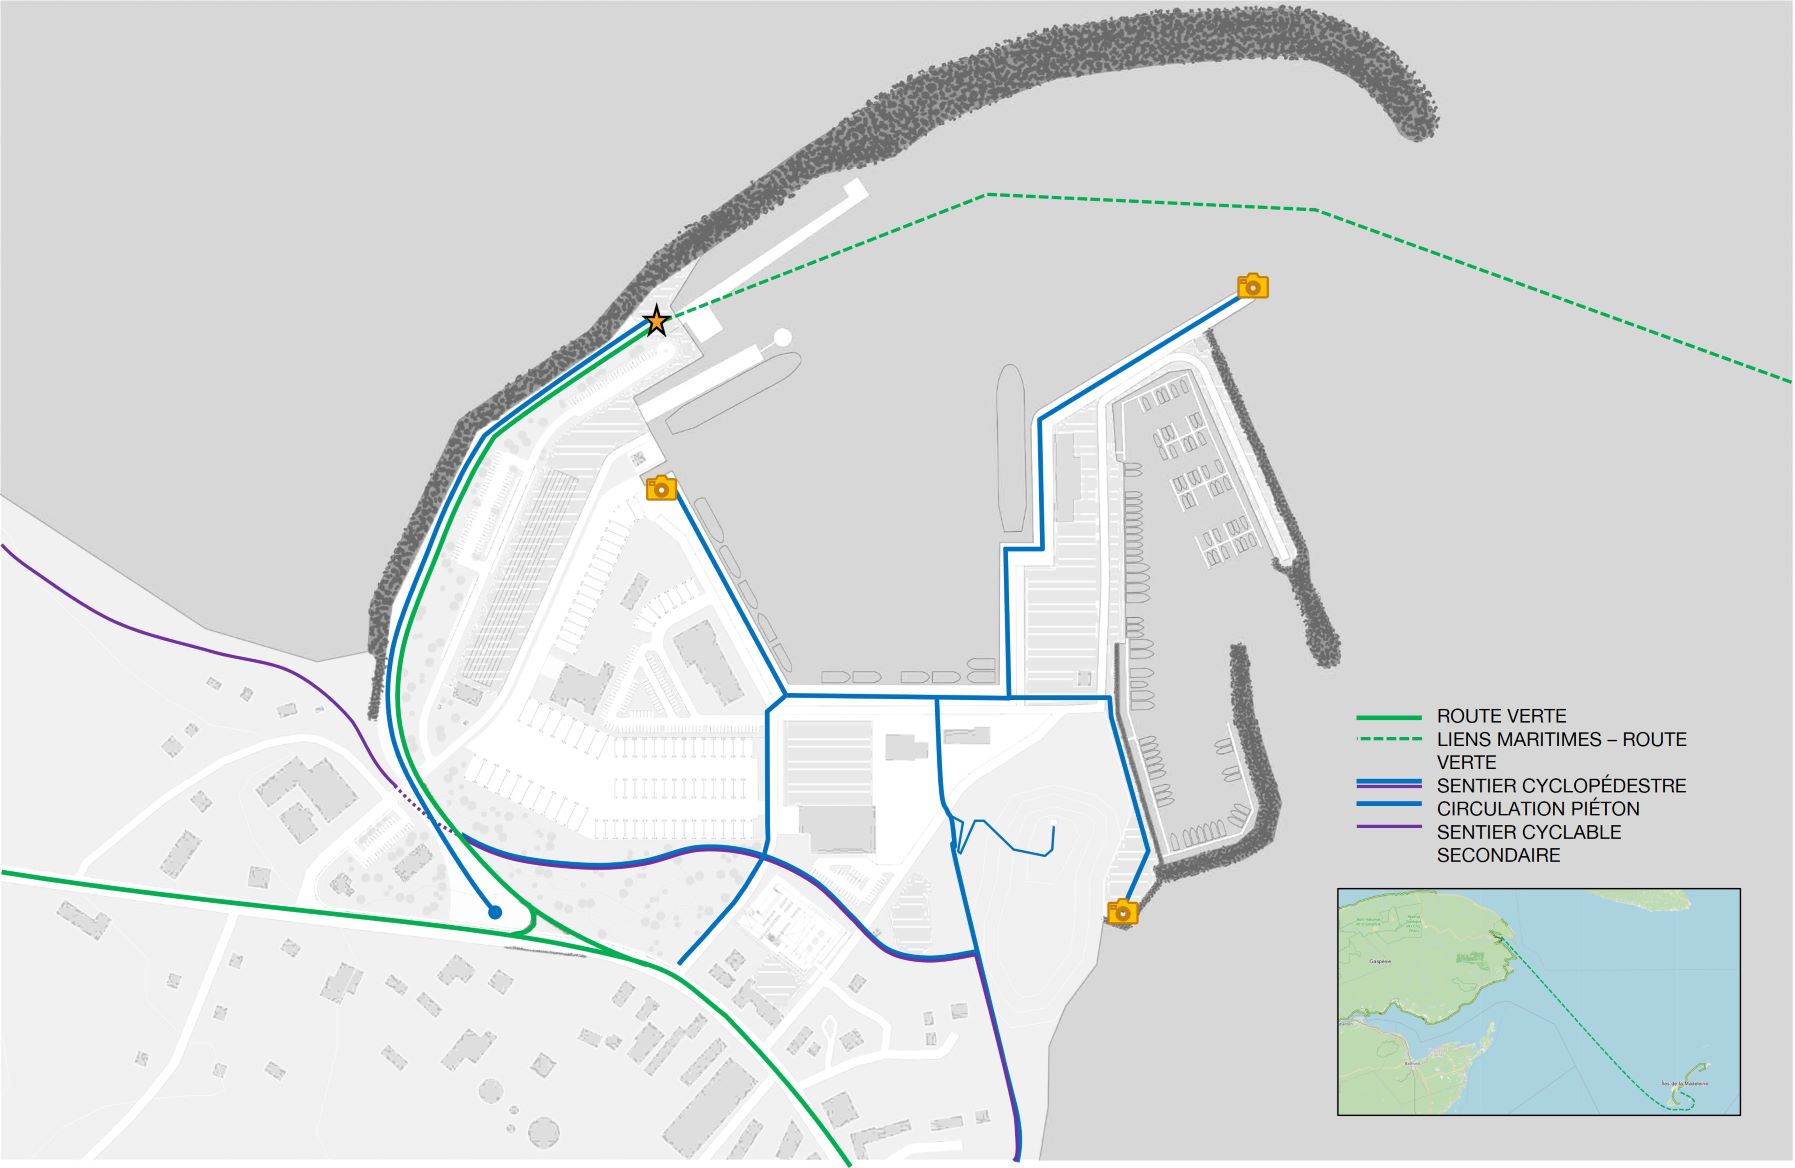 ROUTE VERTE
LIENS MARITIMES – ROUTE
VERTE
SENTIER CYCLOPÉDESTRE
CIRCULATION PIÉTON
SENTIER CYCLABLE
SECONDAIRE
Gaspésie
Îles de la Madeleine